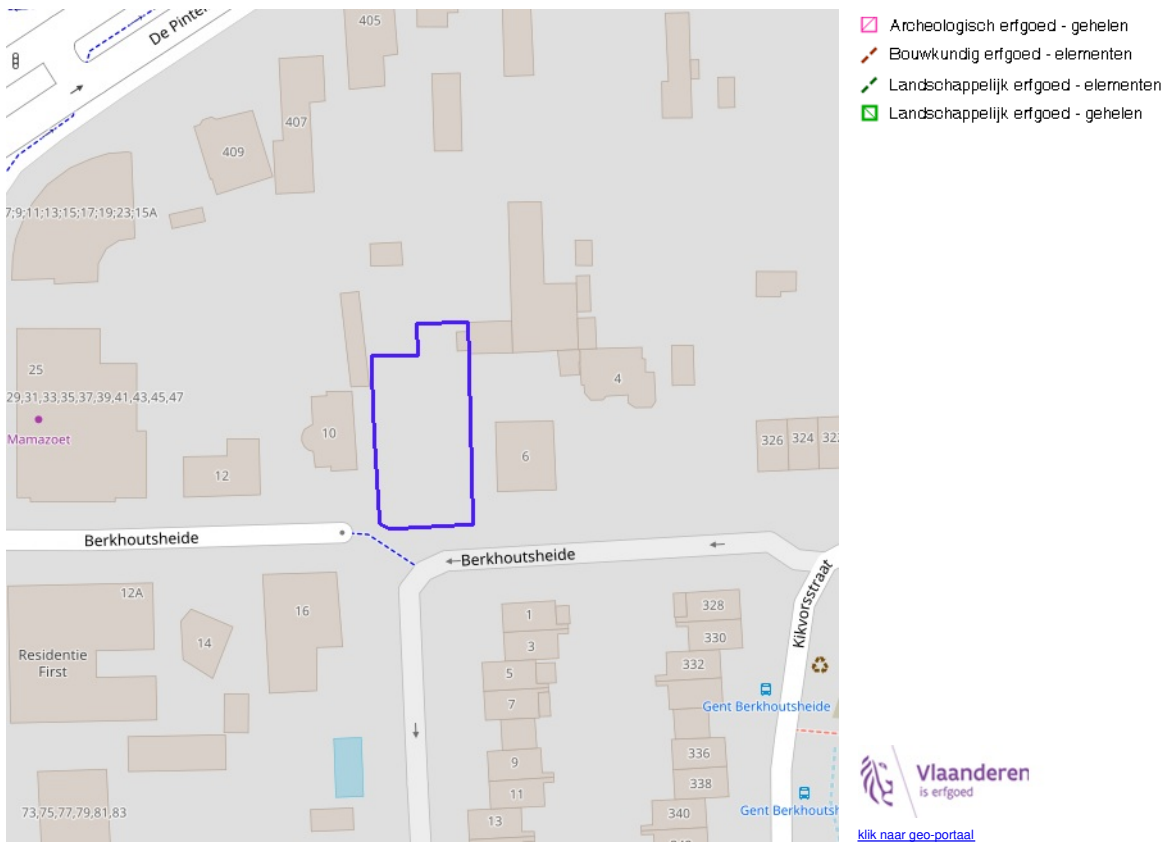 De Pintel
405
407
409
7;9;11;13;15;17;19;23;15A
25
29,31,33,35,37,39,41,43,45,47
Mamazoet
10
12
4
6
326
324
32
Berkhoutsheide
Berkhoutsheide
Kikvorsstraat
12A
16
14
Residentie
First
1
3
5
7
9
11
13
328
330
332
336
338
340
Gent Berkhoutsheide
Gent Berkhoutsh
73,75,77,79,81,83
Archeologisch erfgoed - gehelen
Bouwkundig erfgoed - elementen
Landschappelijk erfgoed - elementen
Landschappelijk erfgoed - gehelen
Vlaanderen
is erfgoed
klik naar geo-portaal